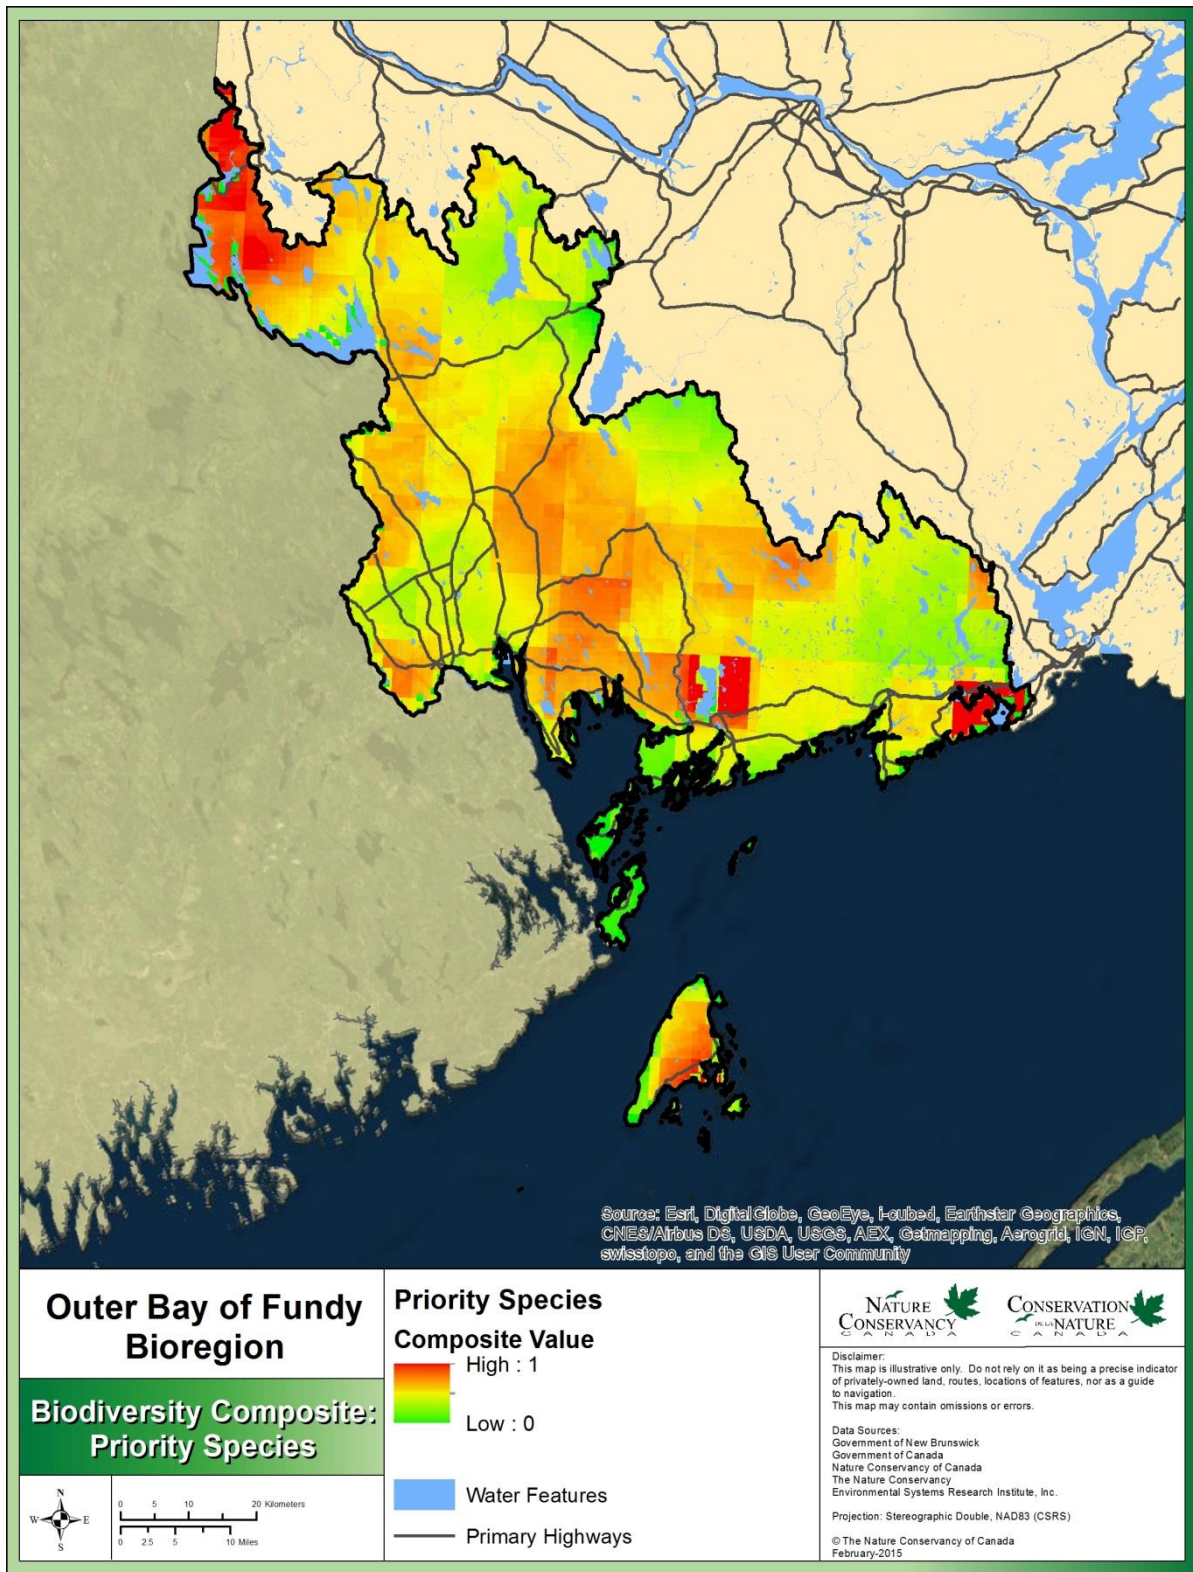 Source: Esri, DigitalGlobe, GeoEye, i-cubed, Earthstar Geographics,
CNES/Airbus DS, USDA, USGS, AEX, Getmapping, Aerogrid, IGN, IGP,
swisstopo, and the GIS User Community
Outer Bay of Fundy
Bioregion
Biodiversity Composite:
Priority Species
N
W
E
S
0 5 10 20 Kilometers
0 2.5 5 10 Miles
Priority Species
Composite Value
High : 1
Low : 0
Water Features
Primary Highways
NATURE
CONSERVANCY
CANADA
CONSERVATION
DE LA NATURE
CANADA
Disclaimer:
This map is illustrative only. Do not rely on it as being a precise indicator
of privately-owned land, routes, locations of features, nor as a guide
to navigation.
This map may contain omissions or errors.
Data Sources:
Government of New Brunswick
Government of Canada
Nature Conservancy of Canada
The Nature Conservancy
Environmental Systems Research Institute, Inc.
Projection: Stereographic Double, NAD83 (CSRS)
© The Nature Conservancy of Canada
February-2015